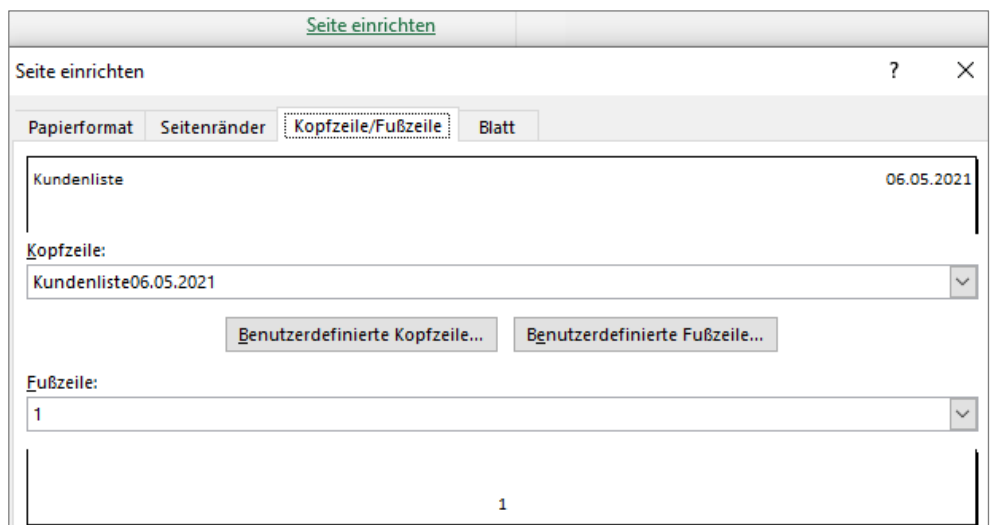 Seite einrichten
Seite einrichten ? ×
Papierformat Seitenränder Kopfzeile/Fußzeile Blatt
Kundenliste 06.05.2021
Kopfzeile:
Kundenliste06.05.2021
Benutzerdefinierte Kopfzeile... Benutzerdefinierte Fußzeile...
Fußzeile:
1
1